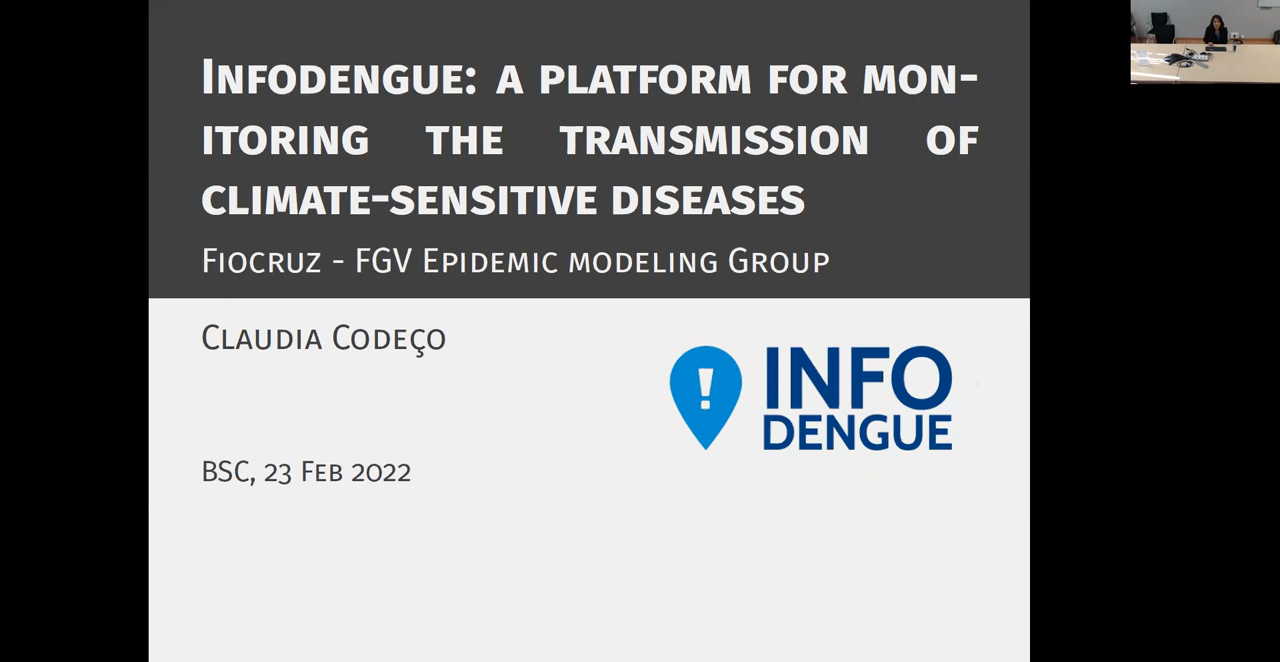 Infodengue: a platform for mon-
itoring the transmission of
climate-sensitive diseases
Fiocruz - FGV Epidemic modeling Group
Claudia Codeço
INFO
DENGUE
BSC, 23 Feb 2022